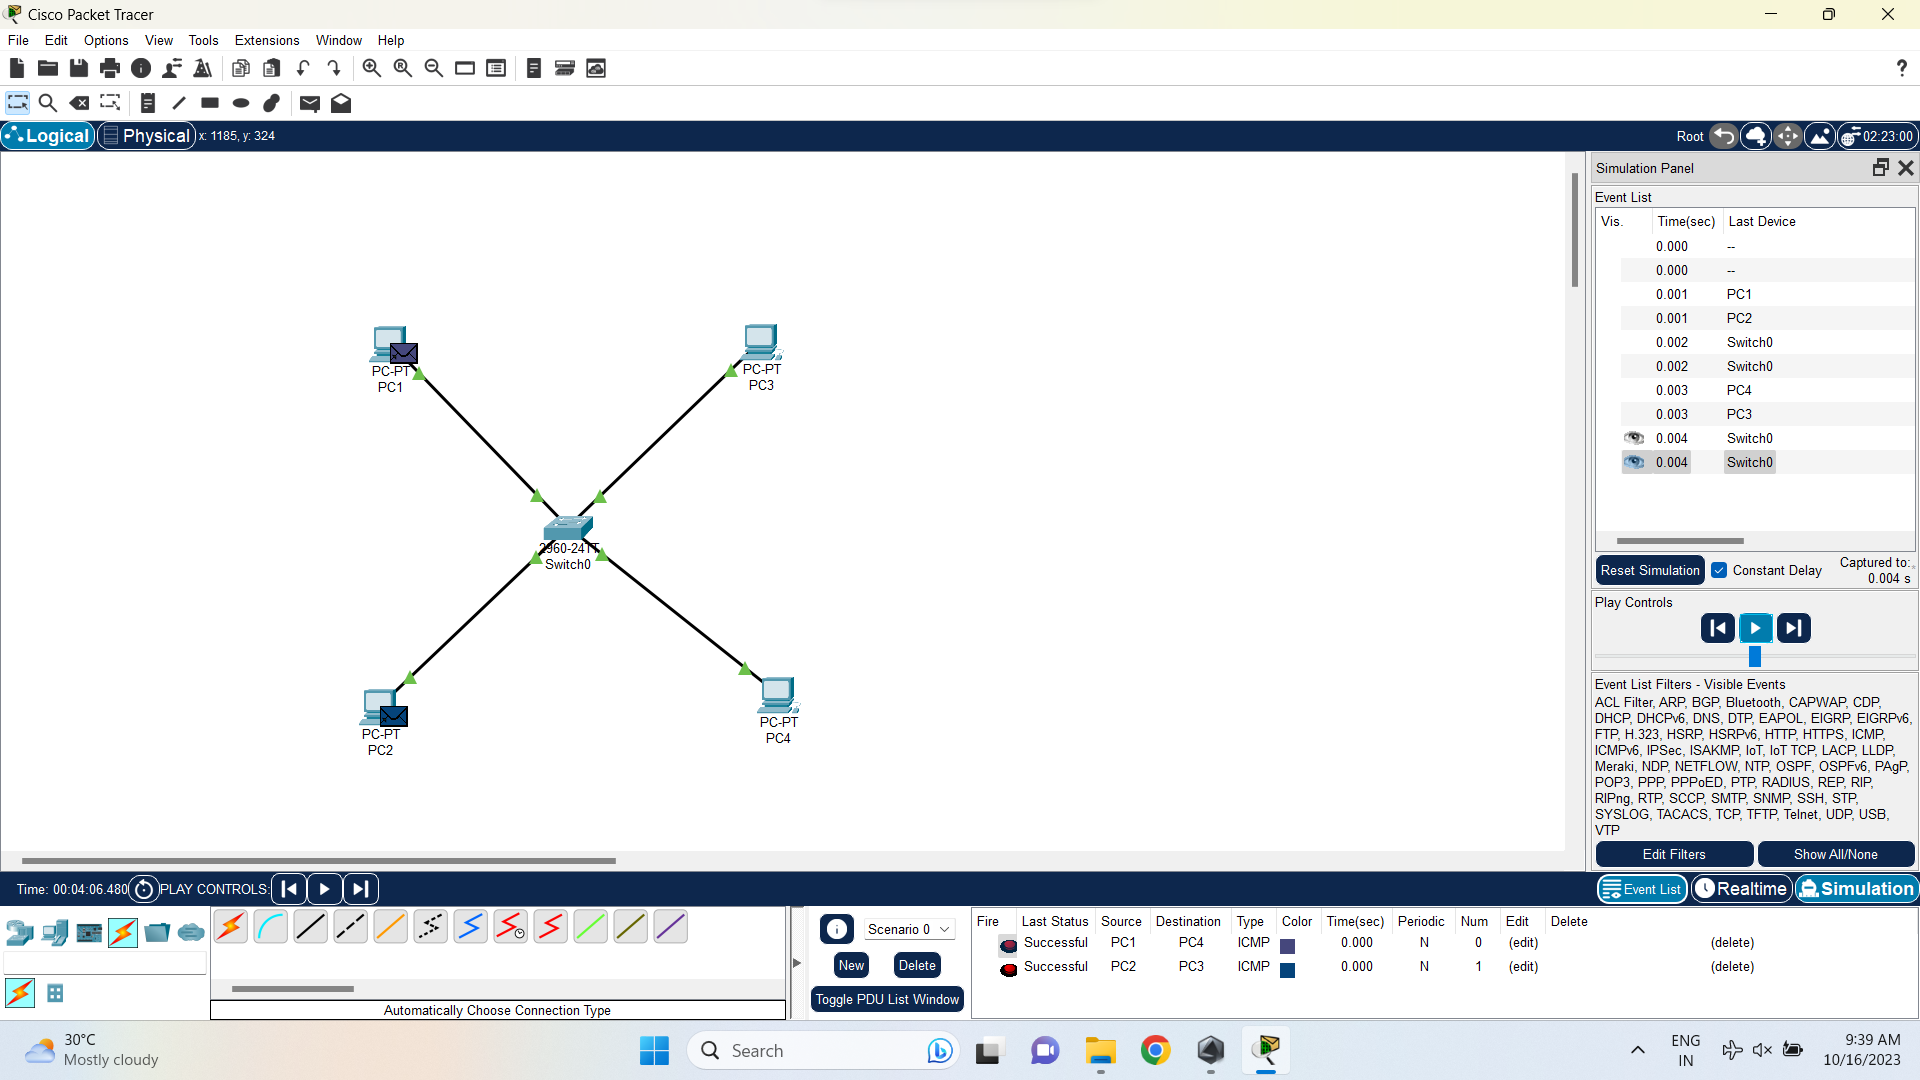 Cisco Packet Tracer
File Edit Options View Tools Extensions Window Help
?
Logical Physical x: 1185, y: 324 Root 02:23:00
Simulation Panel
Event List
Vis. Time(sec) Last Device
0.000 --
0.000 --
0.001 PC1
0.001 PC2
0.002 Switch0
0.002 Switch0
0.003 PC4
0.003 PC3
0.004 Switch0
0.004 Switch0
Reset Simulation Constant Delay Captured to:
0.004 s
Play Controls
Event List Filters - Visible Events
ACL Filter, ARP, BGP, Bluetooth, CAPWAP, CDP,
DHCP, DHCPv6, DNS, DTP, EAPOL, EIGRP, EIGRPv6,
FTP, H.323, HSRP, HSRPv6, HTTP, HTTPS, ICMP,
ICMPv6, IPSec, ISAKMP, IoT, IoT TCP, LACP, LLDP,
Meraki, NDP, NETFLOW, NTP, OSPF, OSPFv6, PAgP,
POP3, PPP, PPPoED, PTP, RADIUS, REP, RIP,
RIPng, RTP, SCCP, SMTP, SNMP, SSH, STP,
SYSLOG, TACACS, TCP, TFTP, Telnet, UDP, USB,
VTP
Edit Filters Show All/None
PC-PT
PC1
PC-PT
PC3
2960-24TT
Switch0
PC-PT
PC2
PC-PT
PC4
Time: 00:04:06.480 PLAY CONTROLS: Event List Realtime Simulation
Automatically Choose Connection Type
Scenario 0
New Delete
Toggle PDU List Window
Fire Last Status Source Destination Type Color Time(sec) Periodic Num Edit Delete
Successful PC1 PC4 ICMP 0.000 N 0 (edit) (delete)
Successful PC2 PC3 ICMP 0.000 N 1 (edit) (delete)
30°C
Mostly cloudy
Search
ENG
IN
9:39 AM
10/16/2023